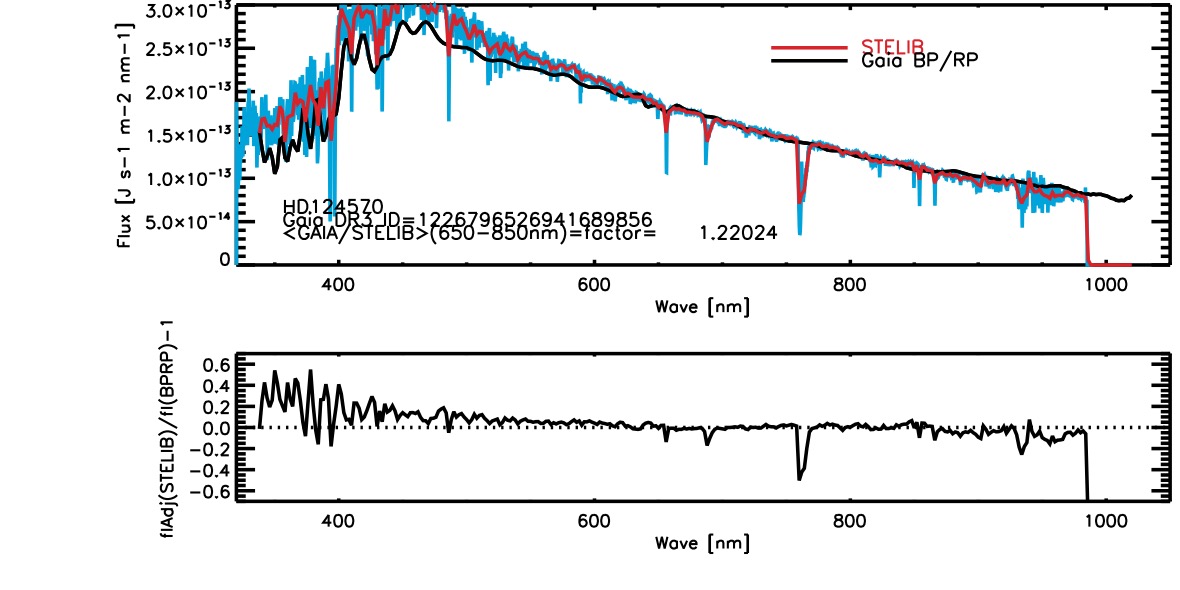 3.0×10−13
2.5×10−13
2.0×10−13
1.5×10−13
1.0×10−13
5.0×10−14
0
Flux [J s−1 m−2 nm−1]
STELIB
Gaia BP/RP
HD124570
Gaia DR3 ID=1226796526941689856
<GAIA/STELIB>(650−850nm)=factor= 1.22024
400 600 800 1000
Wave [nm]
flAdj(STELIB)/fl(BPRP)−1
0.6
0.4
0.2
0.0
−0.2
−0.4
−0.6
400 600 800 1000
Wave [nm]